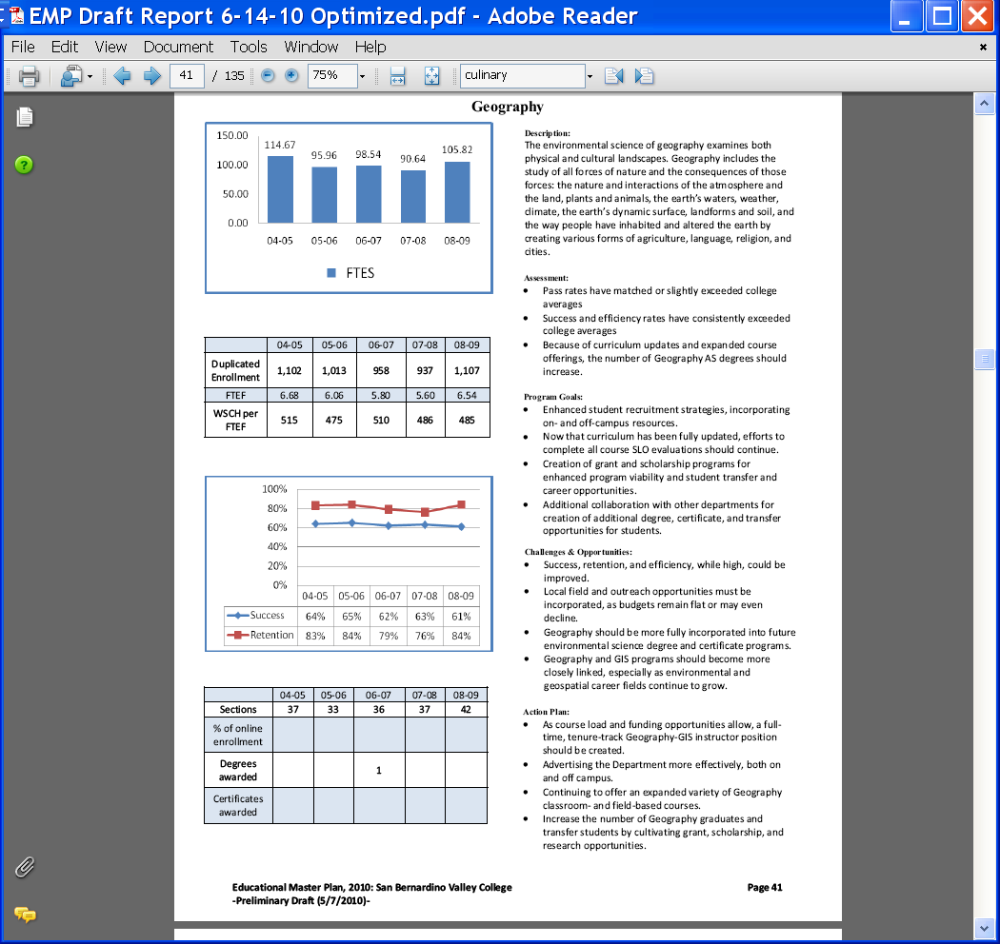 EMP Draft Report 6-14-10 Optimized.pdf - Adobe Reader
File Edit View Document Tools Window Help
41 / 135 75% culinary
Geography
150.00
100.00
50.00
0.00
114.67 95.96 98.54 90.64 105.82
04-05 05-06 06-07 07-08 08-09
FTES
04-05 05-06 06-07 07-08 08-09
Duplicated
Enrollment 1,102 1,013 958 937 1,107
FTEF 6.68 6.06 5.80 5.60 6.54
WSCH per
FTEF 515 475 510 486 485
100%
80%
60%
40%
20%
0%
04-05 05-06 06-07 07-08 08-09
Success 64% 65% 62% 63% 61%
Retention 83% 84% 79% 76% 84%
04-05 05-06 06-07 07-08 08-09
Sections 37 33 36 37 42
% of online
enrollment
Degrees
awarded 1
Certificates
awarded
Description:
The environmental science of geography examines both
physical and cultural landscapes. Geography includes the
study of all forces of nature and the consequences of those
forces: the nature and interactions of the atmosphere and
the land, plants and animals, the earth's waters, weather,
climate, the earth's dynamic surface, landforms and soil, and
the way people have inhabited and altered the earth by
creating various forms of agriculture, language, religion, and
cities.
Assessment:
• Pass rates have matched or slightly exceeded college
averages
• Success and efficiency rates have consistently exceeded
college averages
• Because of curriculum updates and expanded course
offerings, the number of Geography AS degrees should
increase.
Program Goals:
• Enhanced student recruitment strategies, incorporating
on- and off-campus resources.
• Now that curriculum has been fully updated, efforts to
complete all course SLO evaluations should continue.
• Creation of grant and scholarship programs for
enhanced program viability and student transfer and
career opportunities.
• Additional collaboration with other departments for
creation of additional degree, certificate, and transfer
opportunities for students.
Challenges & Opportunities:
• Success, retention, and efficiency, while high, could be
improved.
• Local field and outreach opportunities must be
incorporated, as budgets remain flat or may even
decline.
• Geography should be more fully incorporated into future
environmental science degree and certificate programs.
• Geography and GIS programs should become more
closely linked, especially as environmental and
geospatial career fields continue to grow.
Action Plan:
• As course load and funding opportunities allow, a full-
time, tenure-track Geography-GIS instructor position
should be created.
• Advertising the Department more effectively, both on
and off campus.
• Continuing to offer an expanded variety of Geography
classroom- and field-based courses.
• Increase the number of Geography graduates and
transfer students by cultivating grant, scholarship, and
research opportunities.
Educational Master Plan, 2010: San Bernardino Valley College Page 41
-Preliminary Draft (5/7/2010)-